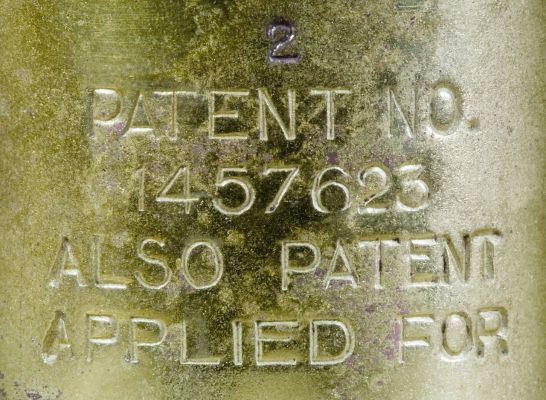 2
PATENT NO.
1457623
ALSO PATENT
APPLIED FOR